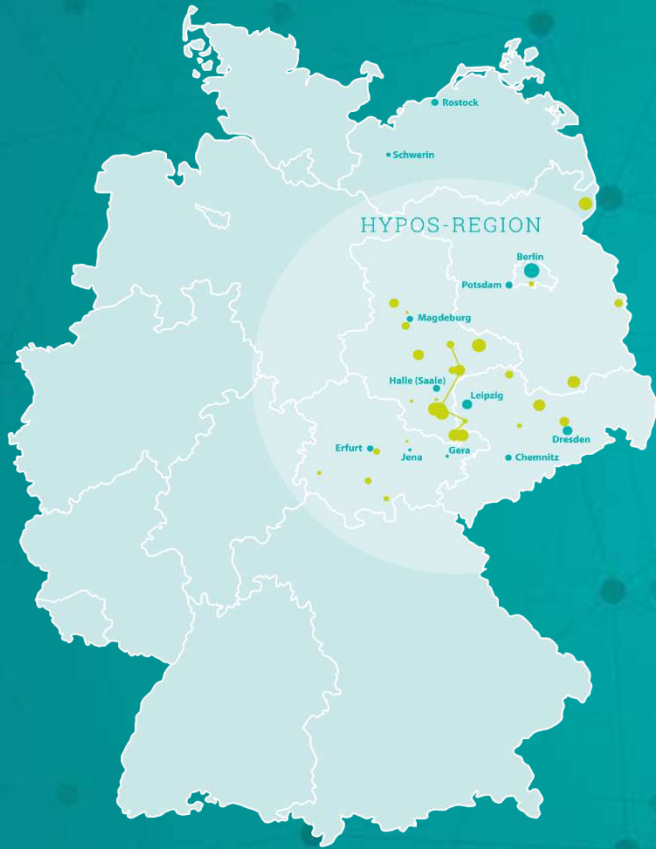 Rostock
Schwerin
HYPOS-REGION
Berlin
Potsdam
Magdeburg
Halle (Saale)
Leipzig
Dresden
Erfurt
Jena
Gera
Chemnitz